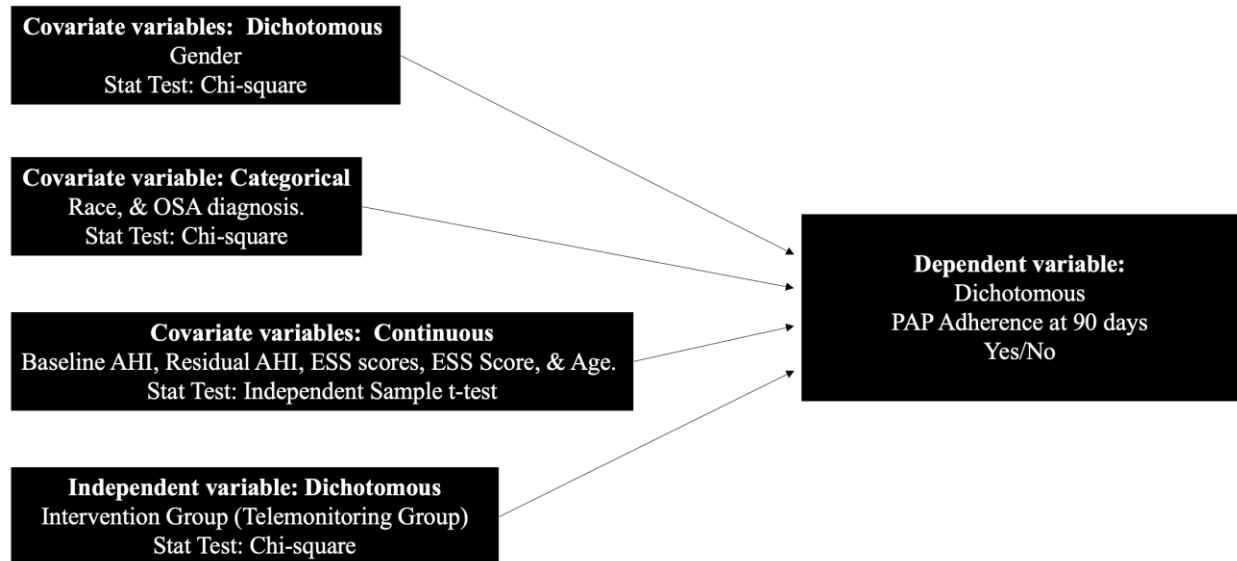 Covariate variables:  Dichotomous
Gender
Stat Test: Chi-square
Covariate variable: Categorical
Race, & OSA diagnosis.
Stat Test: Chi-square
Covariate variables:  Continuous
Baseline AHI, Residual AHI, ESS scores, ESS Score, & Age.
Stat Test: Independent Sample t-test
Independent variable: Dichotomous
Intervention Group (Telemonitoring Group)
Stat Test: Chi-square
Dependent variable:
Dichotomous
PAP Adherence at 90 days
Yes/No